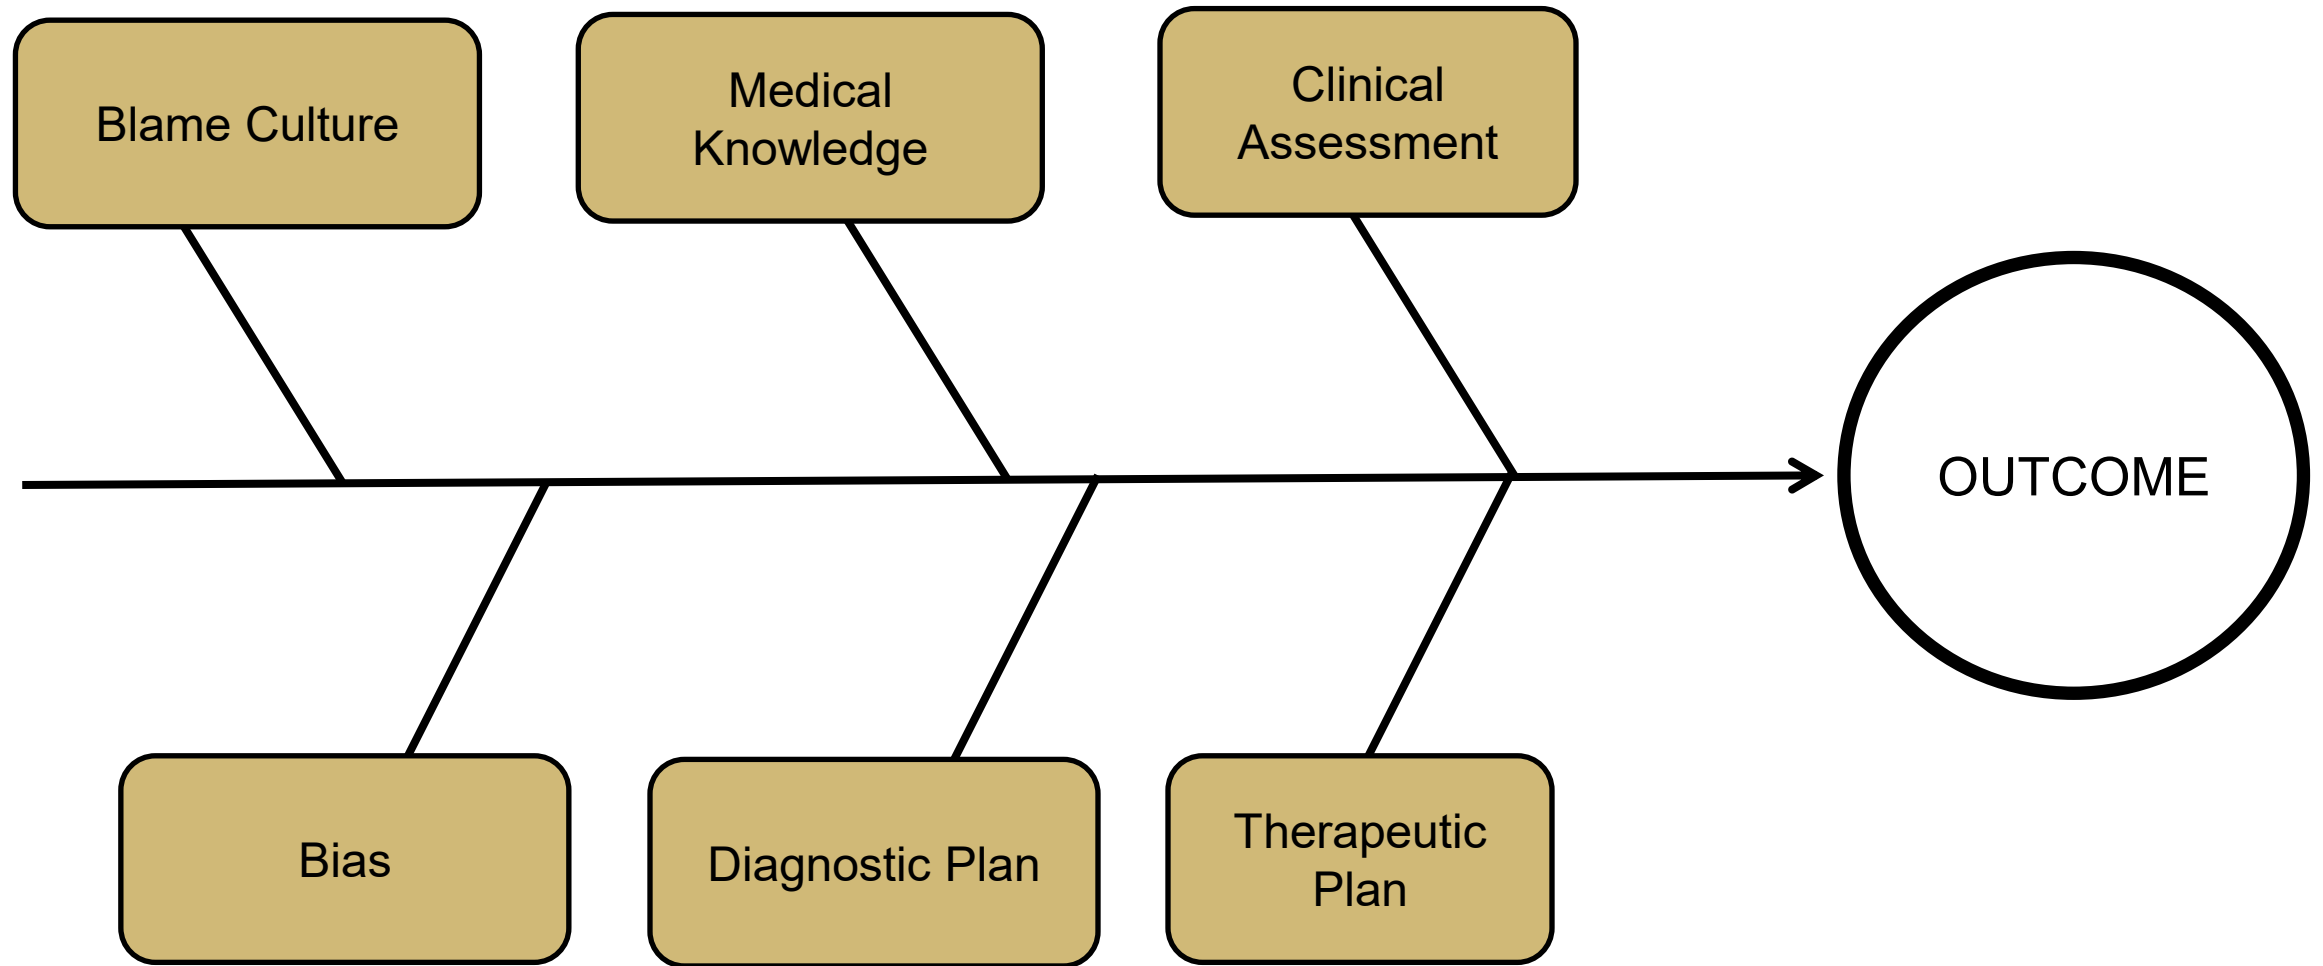 Blame Culture
Medical
Knowledge
Clinical
Assessment
OUTCOME
Bias
Diagnostic Plan
Therapeutic
Plan